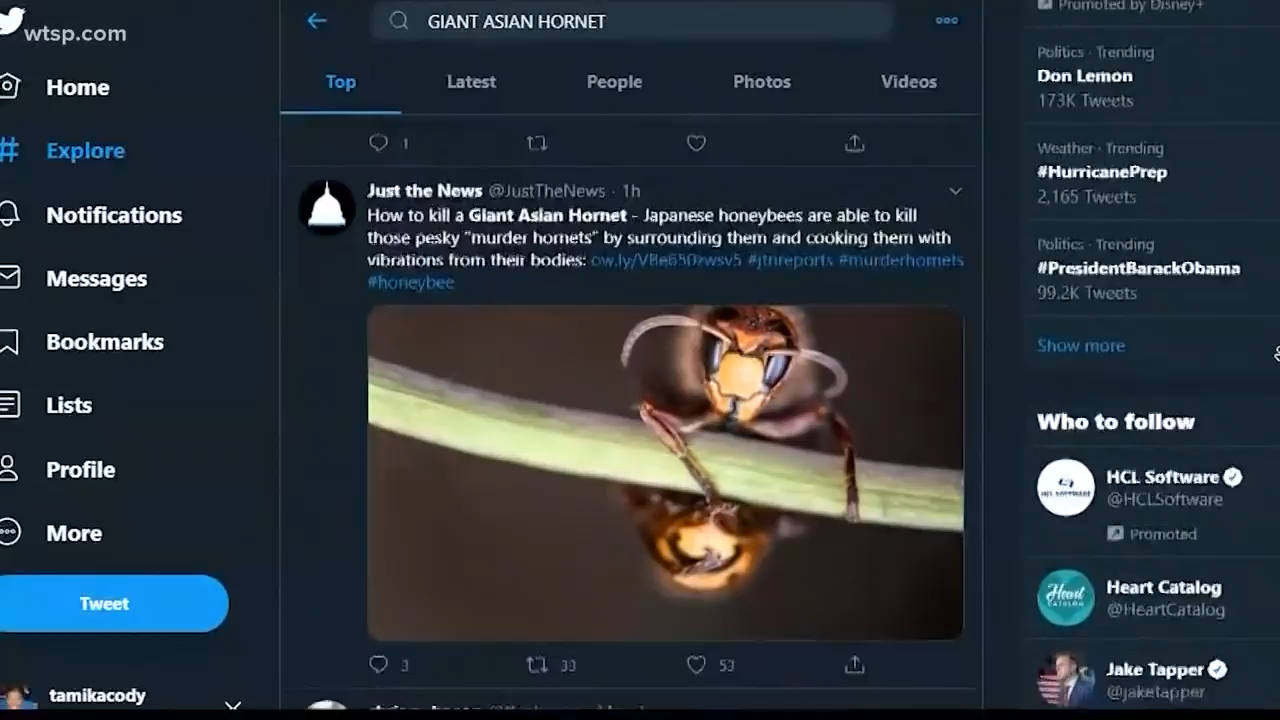 wtsp.com
Home
Explore
Notifications
Messages
Bookmarks
Lists
Profile
More
Tweet
tamikacody
GIANT ASIAN HORNET
Top
Latest
People
Photos
Videos
1
Just the News @JustTheNews · 1h
How to kill a Giant Asian Hornet - Japanese honeybees are able to kill
those pesky "murder hornets" by surrounding them and cooking them with
vibrations from their bodies: #jtnreports #murderhornets
#honeybee
3
33
53
Promoted by Disney+
Politics · Trending
Don Lemon
173K Tweets
Weather · Trending
#HurricanePrep
2,165 Tweets
Politics · Trending
#PresidentBarackObama
99.2K Tweets
Show more
Who to follow
HCL SOFTWARE
HCL Software
@HCLSoftware
Promoted
Heart
CATALOG
Heart Catalog
@HeartCatalog
Jake Tapper
@jaketapper